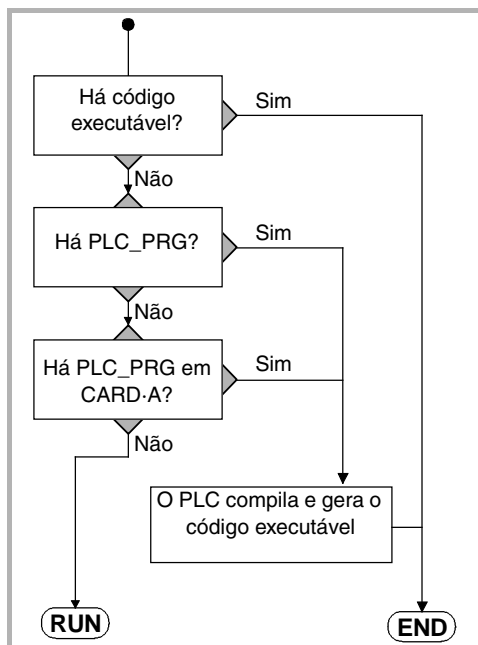 Há código
executável?
Sim
Não
Há PLC_PRG?
Sim
Não
Há PLC_PRG em
CARD·A?
Sim
Não
O PLC compila e gera o
código executável
RUN
END